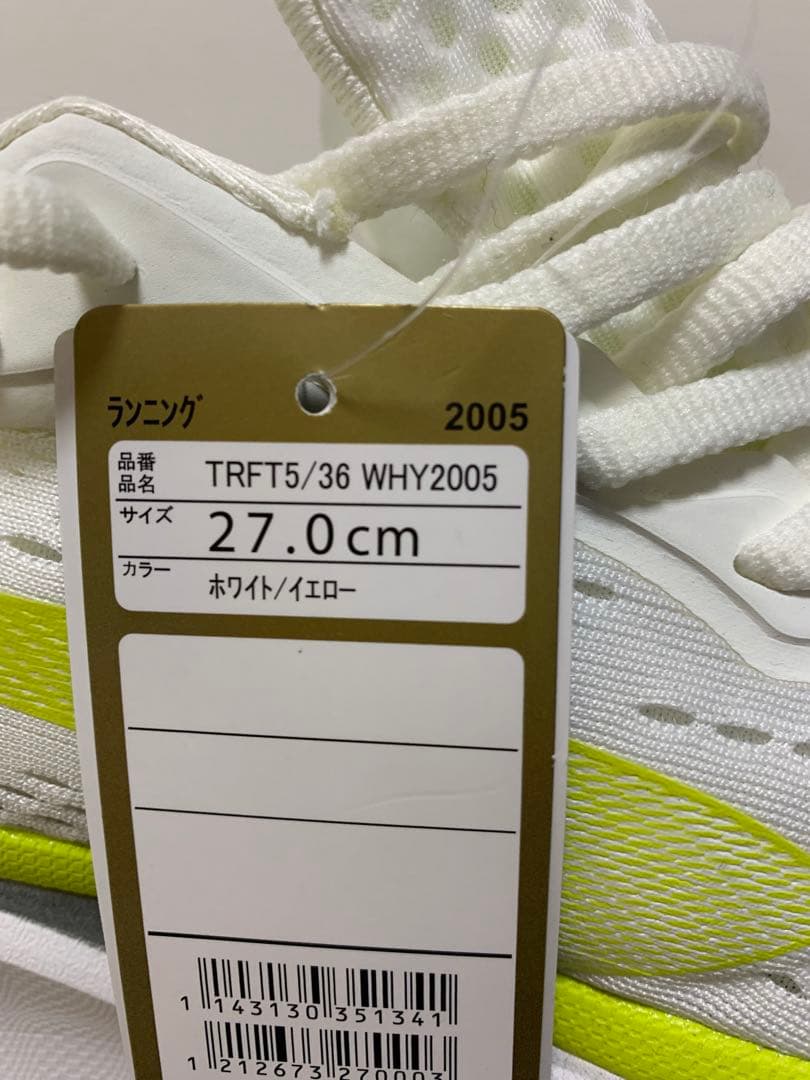 ﾗﾝﾆﾝｸﾞ 2005
品番
品名 TRFT5/36 WHY2005
サイズ 27.0cm
カラー ﾎﾜｲﾄ/ｲｴﾛｰ
1 143130 351341
1 212673 270003